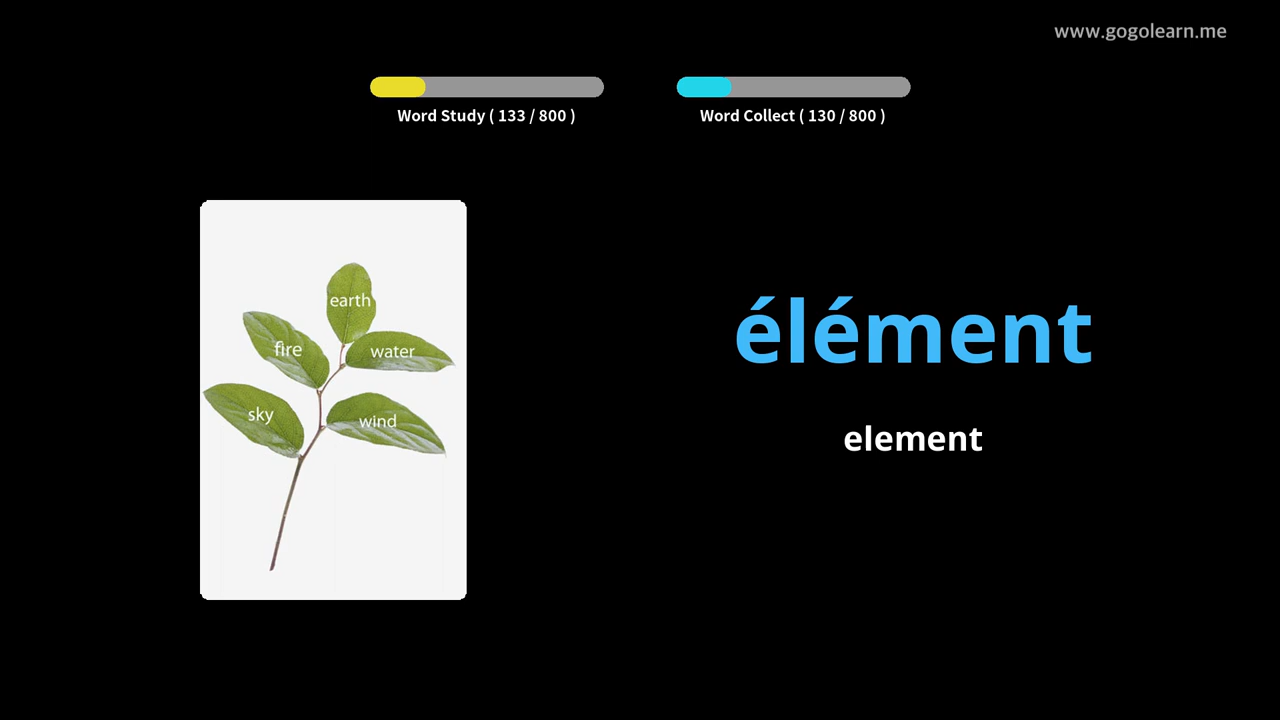 www.gogolearn.me
Word Study ( 133 / 800 )
Word Collect ( 130 / 800 )
earth
fire
water
sky
wind
élément
element